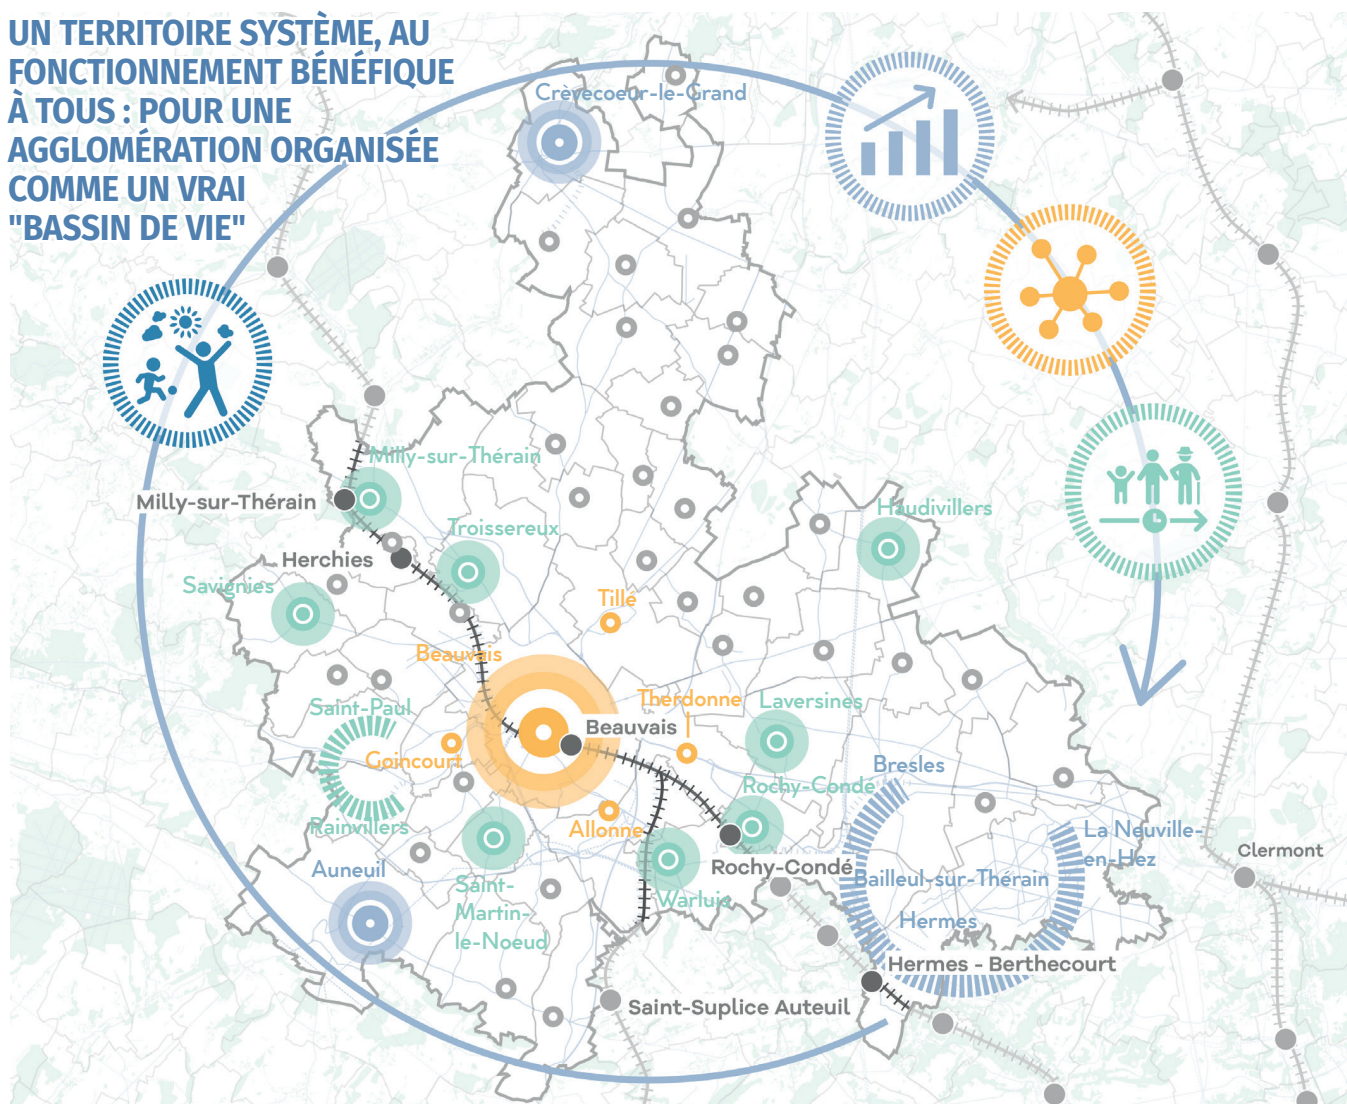 UN TERRITOIRE SYSTÈME, AU
FONCTIONNEMENT BÉNÉFIQUE
À TOUS : POUR UNE
AGGLOMÉRATION ORGANISÉE
COMME UN VRAI
"BASSIN DE VIE"
Crèvecoeur-le-Grand
Milly-sur-Thérain
Milly-sur-Thérain
Troissereux
Haudivillers
Herchies
Savignies
Tillé
Beauvais
Saint-Paul
Therdonne
Laversines
Beauvais
Goincourt
Bresles
Rochy-Condé
Rainvillers
Allonne
La Neuville-
en-Hez
Clermont
Auneuil
Rochy-Condé
Bailleul-sur-Thérain
Saint-
Martin-
le-Noeud
Warluis
Hermes
Hermes - Berthecourt
Saint-Suplice Auteuil